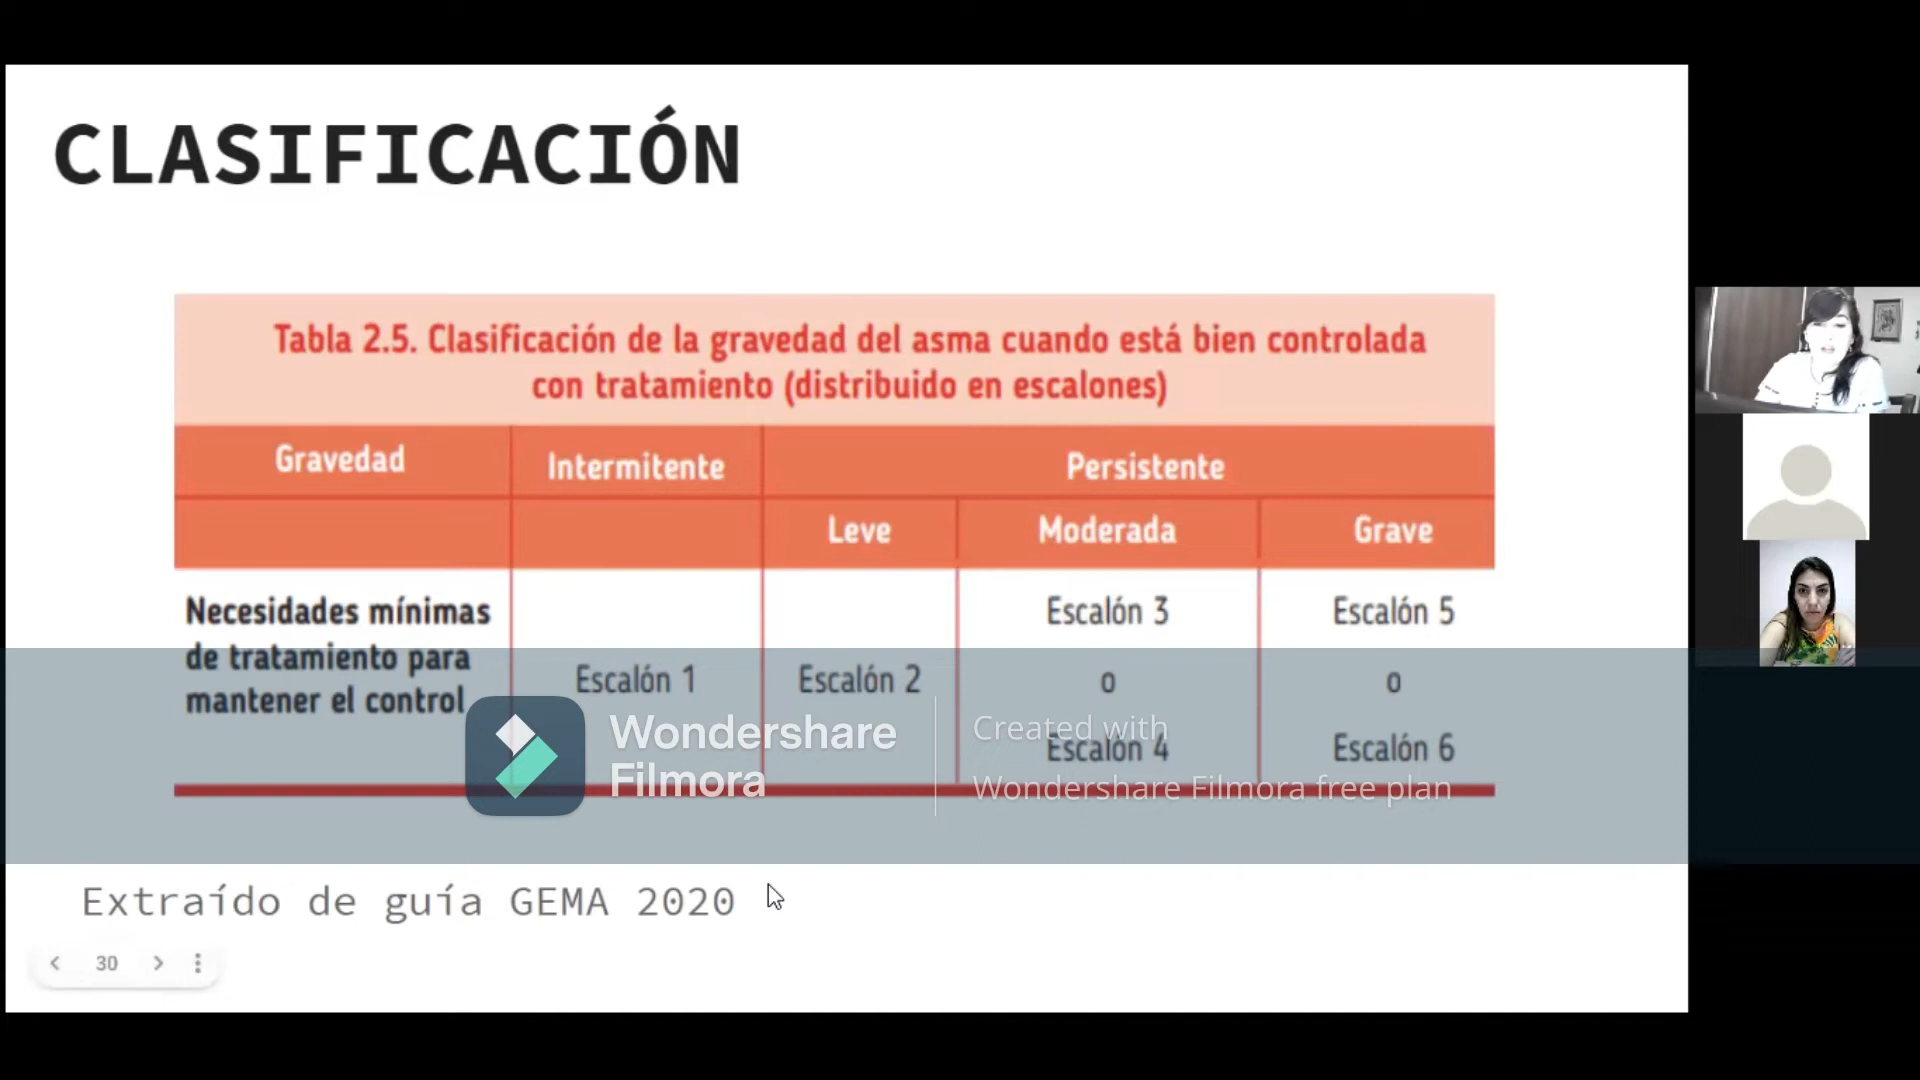 CLASIFICACIÓN
Tabla 2.5. Clasificación de la gravedad del asma cuando está bien controlada
con tratamiento (distribuido en escalones)
Gravedad
Intermitente
Persistente
Leve
Moderada
Grave
Necesidades mínimas
de tratamiento para
mantener el control
Escalón 1
Escalón 2
Escalón 3
o
Escalón 4
Escalón 5
o
Escalón 6
Wondershare
Filmora
Created with
Wondershare Filmora free plan
Extraído de guía GEMA 2020
30